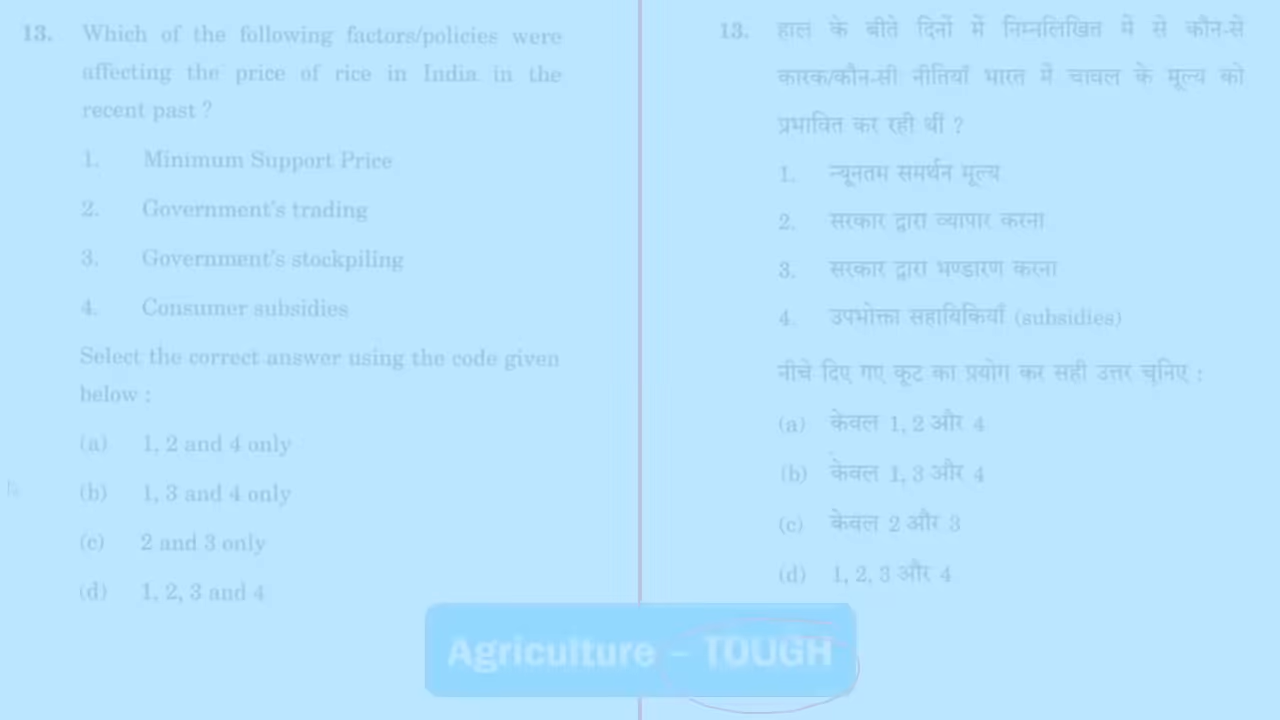 13. Which of the following factors/policies were
affecting the price of rice in India in the
recent past ?
1. Minimum Support Price
2. Government's trading
3. Government's stockpiling
4. Consumer subsidies
Select the correct answer using the code given
below :
(a) 1, 2 and 4 only
(b) 1, 3 and 4 only
(c) 2 and 3 only
(d) 1, 2, 3 and 4
13. हाल के बीते दिनों में निम्नलिखित में से कौन-से
कारक/कौन-सी नीतियाँ भारत में चावल के मूल्य को
प्रभावित कर रही थीं ?
1. न्यूनतम समर्थन मूल्य
2. सरकार द्वारा व्यापार करना
3. सरकार द्वारा भण्डारण करना
4. उपभोक्ता सहायिकियाँ (subsidies)
नीचे दिए गए कूट का प्रयोग कर सही उत्तर चुनिए :
(a) केवल 1, 2 और 4
(b) केवल 1, 3 और 4
(c) केवल 2 और 3
(d) 1, 2, 3 और 4
Agriculture – TOUGH